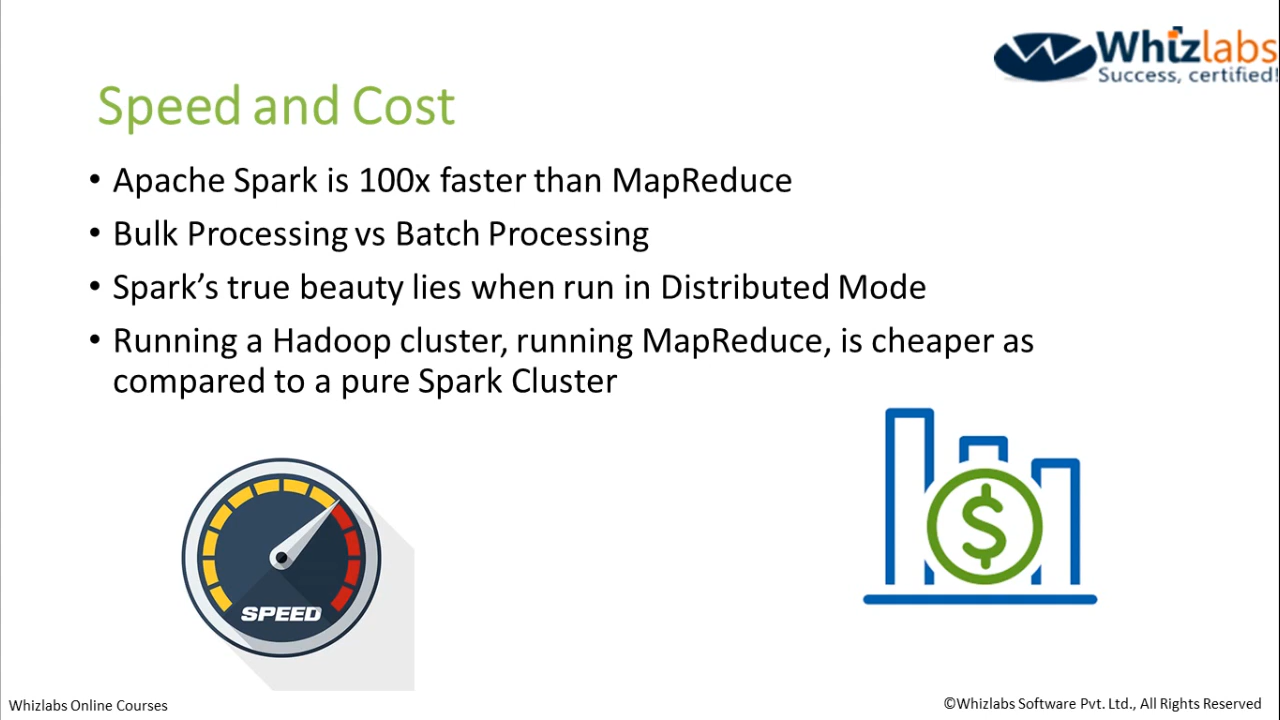 Whizlabs
Success, certified!
Speed and Cost
• Apache Spark is 100x faster than MapReduce
• Bulk Processing vs Batch Processing
• Spark’s true beauty lies when run in Distributed Mode
• Running a Hadoop cluster, running MapReduce, is cheaper as
compared to a pure Spark Cluster
SPEED
$
Whizlabs Online Courses
©Whizlabs Software Pvt. Ltd., All Rights Reserved